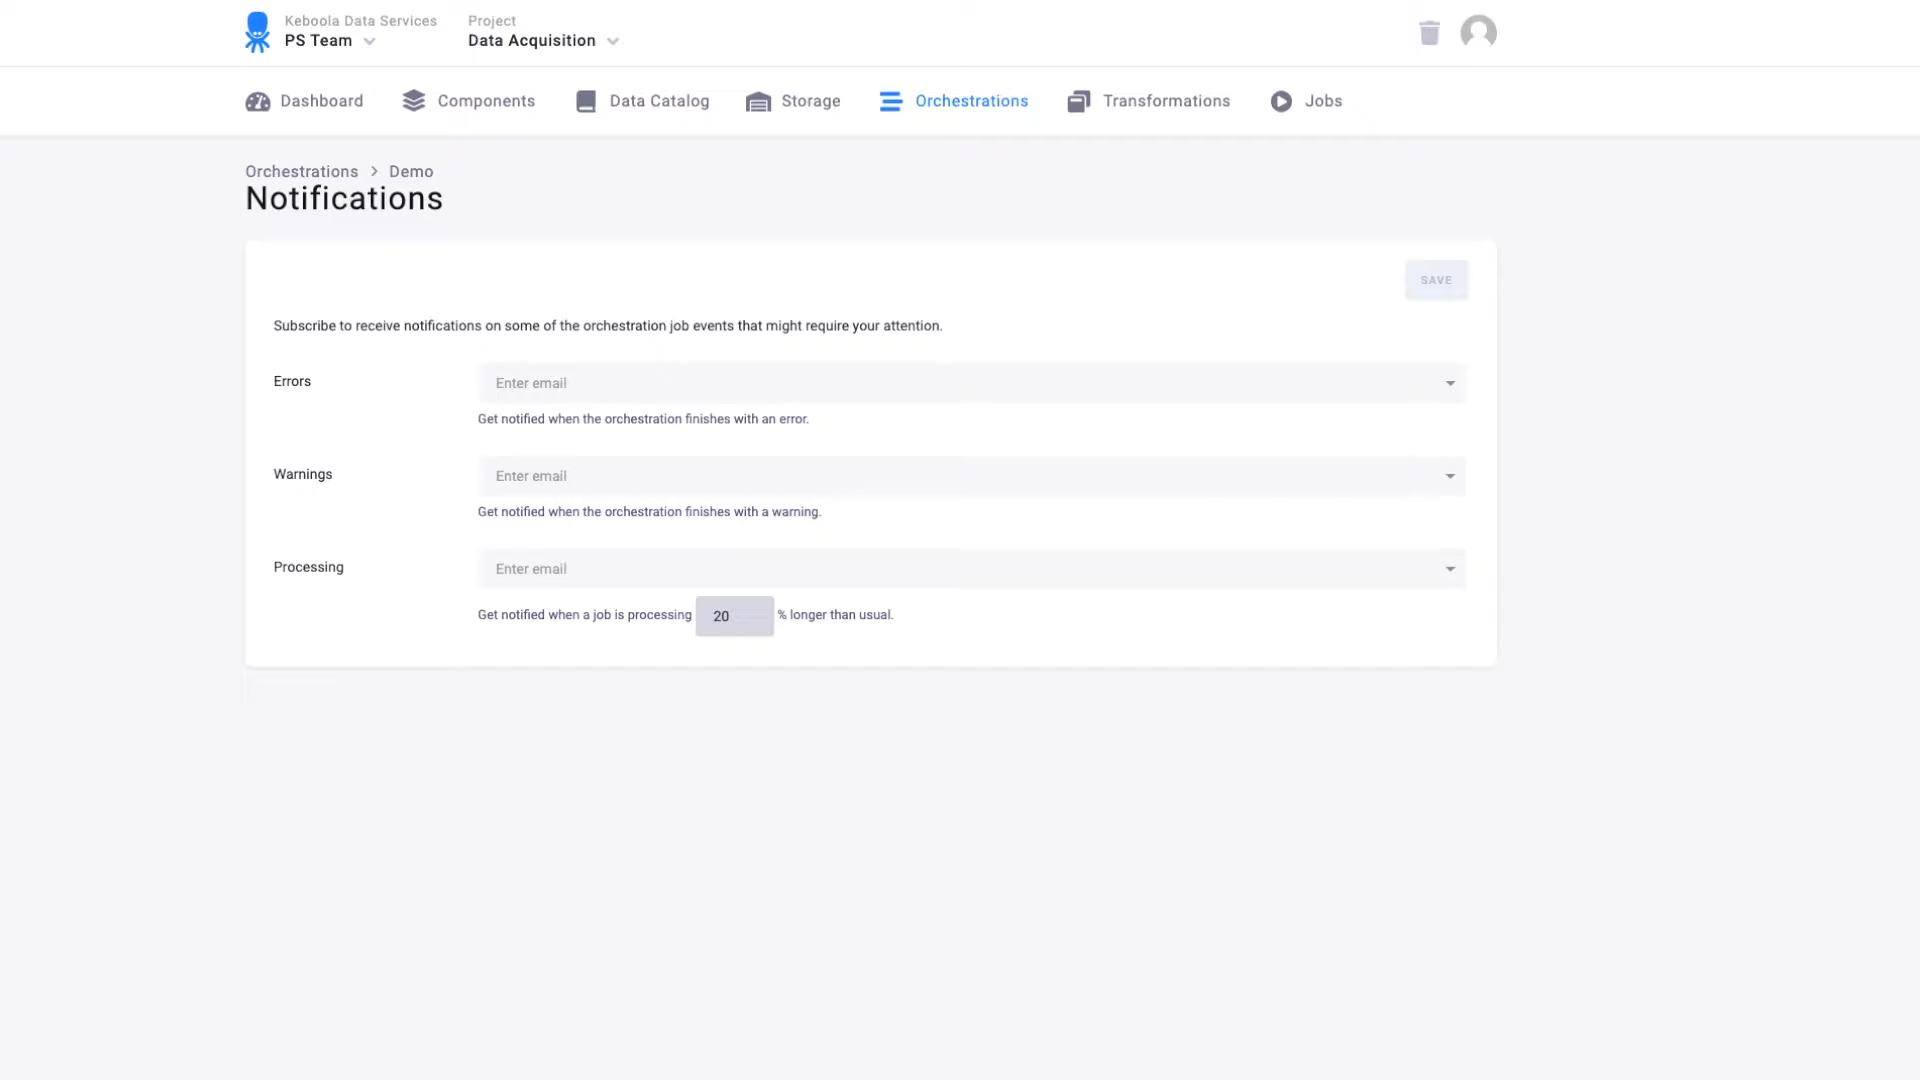 Keboola Data Services
PS Team
Project
Data Acquisition
Dashboard
Components
Data Catalog
Storage
Orchestrations
Transformations
Jobs
Orchestrations > Demo
Notifications
SAVE
Subscribe to receive notifications on some of the orchestration job events that might require your attention.
Errors
Enter email
Get notified when the orchestration finishes with an error.
Warnings
Enter email
Get notified when the orchestration finishes with a warning.
Processing
Enter email
Get notified when a job is processing 20 % longer than usual.